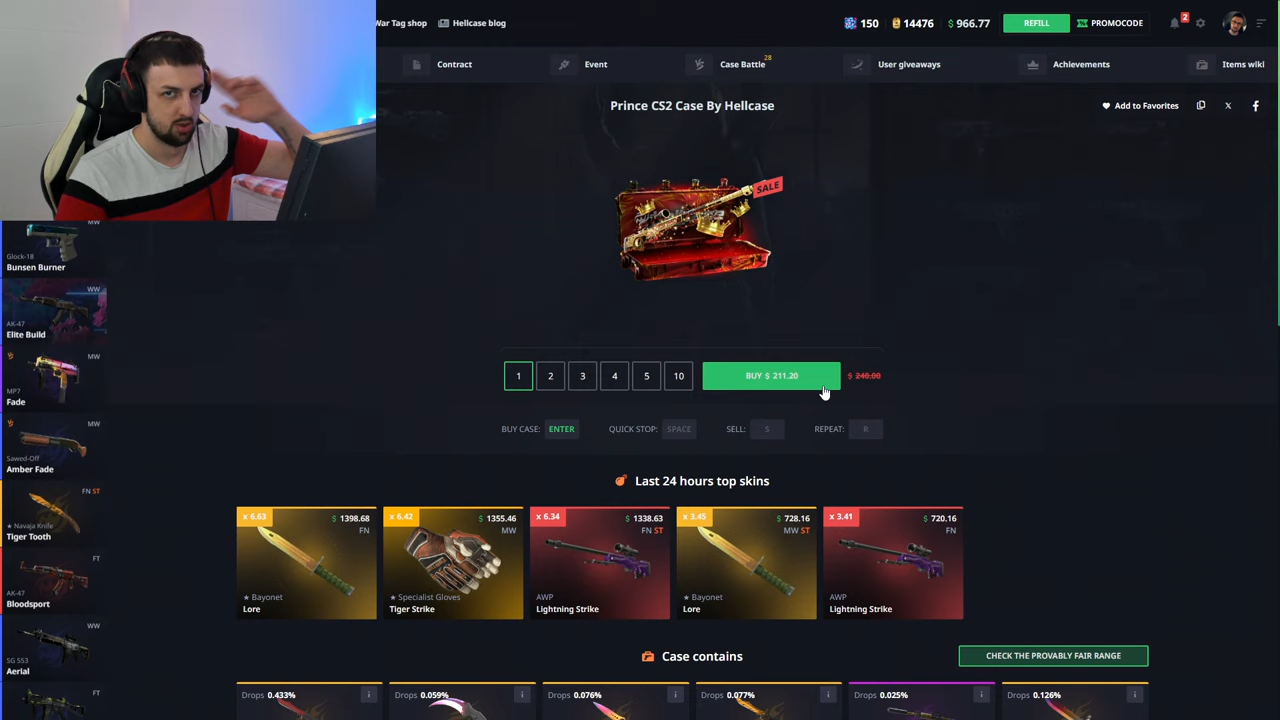 War Tag shop
Hellcase blog
150
14476
$ 966.77
REFILL
PROMOCODE
2
Contract
Event
Case Battle
28
User giveaways
Achievements
Items wiki
Prince CS2 Case By Hellcase
Add to Favorites
SALE
1
2
3
4
5
10
BUY $ 211.20
$ 240.00
BUY CASE: ENTER
QUICK STOP: SPACE
SELL: S
REPEAT: R
Last 24 hours top skins
x 6.63
$ 1398.68
FN
★ Bayonet
Lore
x 6.42
$ 1355.46
MW
★ Specialist Gloves
Tiger Strike
x 6.34
$ 1338.63
FN ST
AWP
Lightning Strike
x 3.45
$ 728.16
MW ST
★ Bayonet
Lore
x 3.41
$ 720.16
FN
AWP
Lightning Strike
Case contains
CHECK THE PROVABLY FAIR RANGE
Drops 0.433%
Drops 0.059%
Drops 0.076%
Drops 0.077%
Drops 0.025%
Drops 0.126%
MW
Glock-18
Bunsen Burner
WW
AK-47
Elite Build
MW
MP7
Fade
MW
Sawed-Off
Amber Fade
FN ST
★ Navaja Knife
Tiger Tooth
FT
AK-47
Bloodsport
WW
SG 553
Aerial
FT